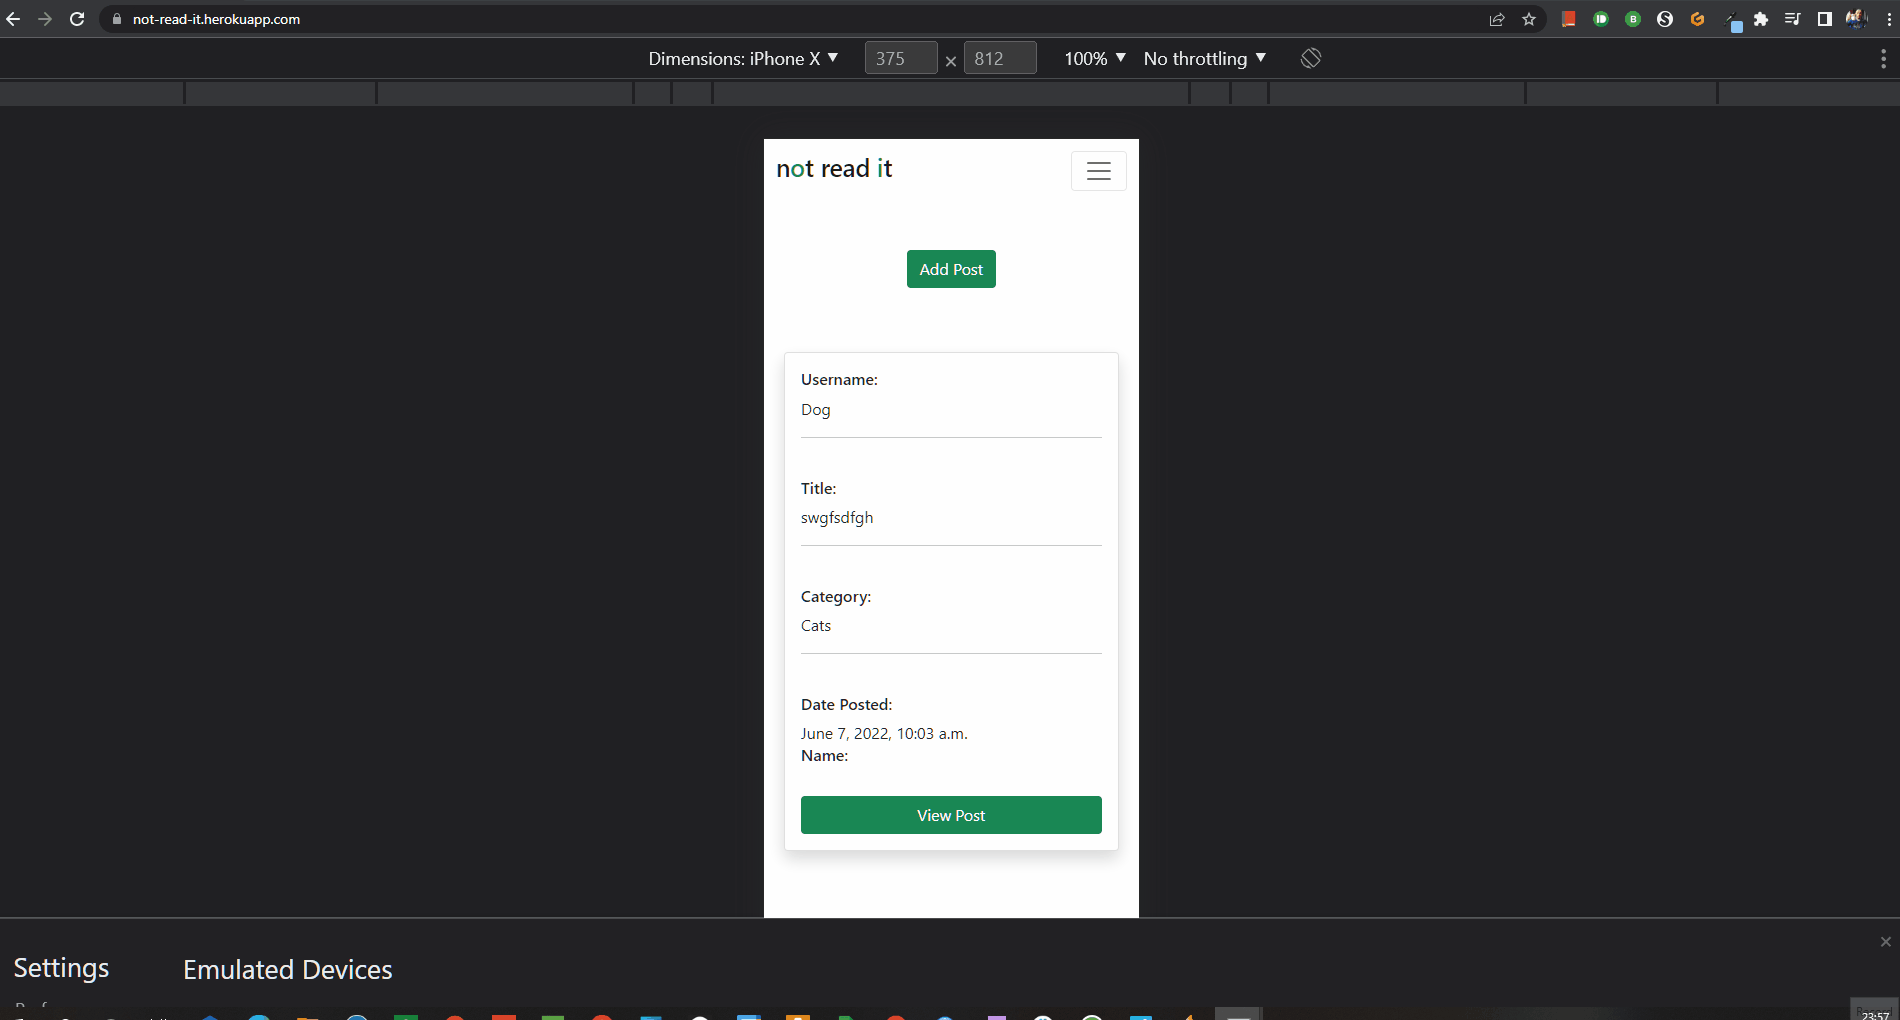 not-read-it.herokuapp.com
Dimensions: iPhone X ▼ 375 × 812 100% ▼ No throttling ▼
not read it
Add Post
Username:
Dog
Title:
swgfsdfgh
Category:
Cats
Date Posted:
June 7, 2022, 10:03 a.m.
Name:
View Post
Settings
Emulated Devices
23:57